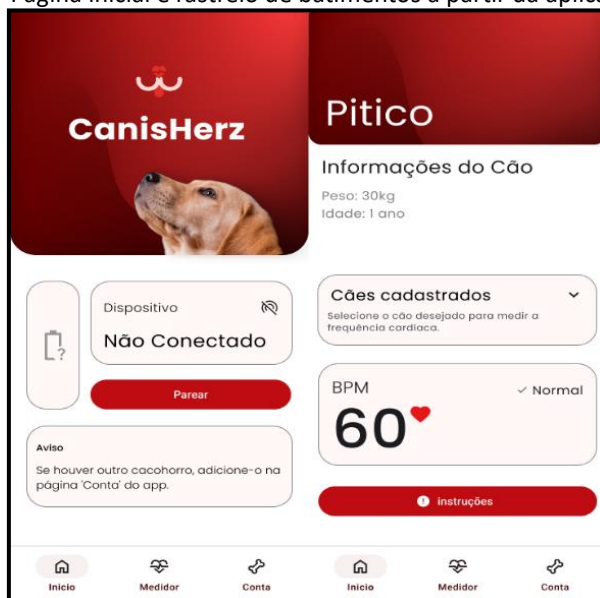 Página inicial e rastreio de batimentos a partir da aplica
CanisHerz
Dispositivo
Não Conectado
?
Parear
Aviso
Se houver outro cacohorro, adicione-o na
página 'Conta' do app.
Inicio
Medidor
Conta
Pitico
Informações do Cão
Peso: 30kg
Idade: 1 ano
Cães cadastrados
Selecione o cão desejado para medir a
frequência cardíaca.
BPM
Normal
60
instruções
Inicio
Medidor
Conta